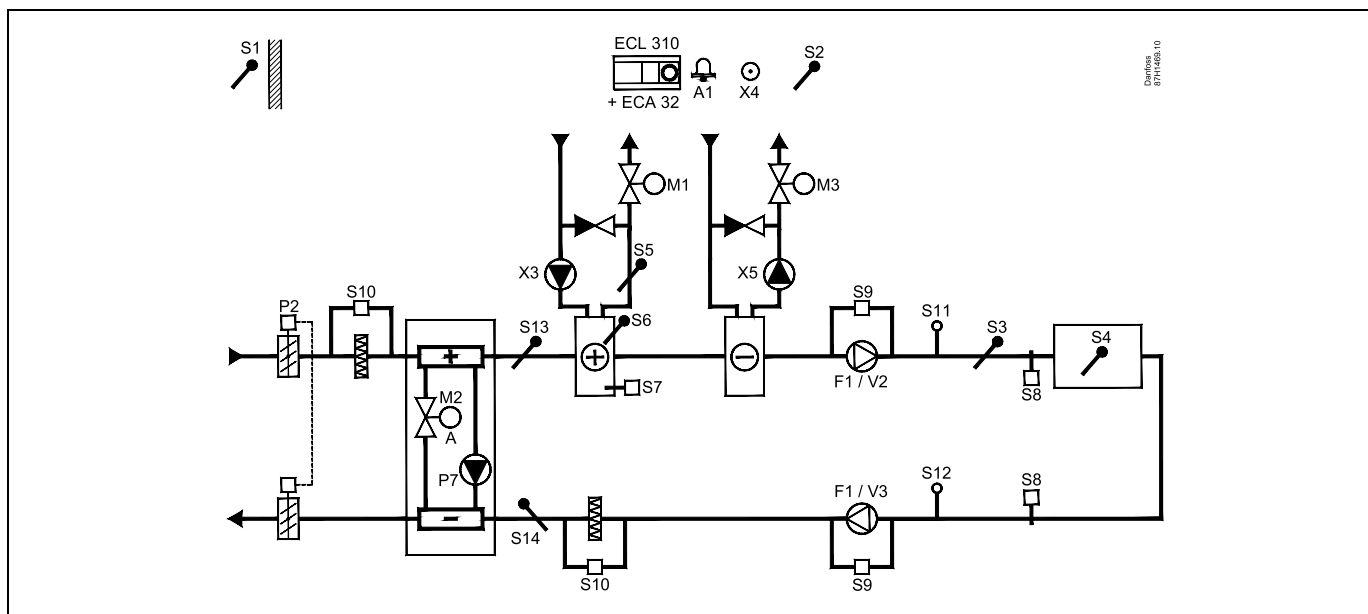 S1
ECL 310
+ ECA 32
A1
X4
S2
Danfoss
87H1469.10
M1
M3
S5
X3
X5
S6
S7
P2
S10
S13
S9
S11
S3
S4
F1 / V2
S8
M2
A
P7
S14
S10
F1 / V3
S12
S8
S9